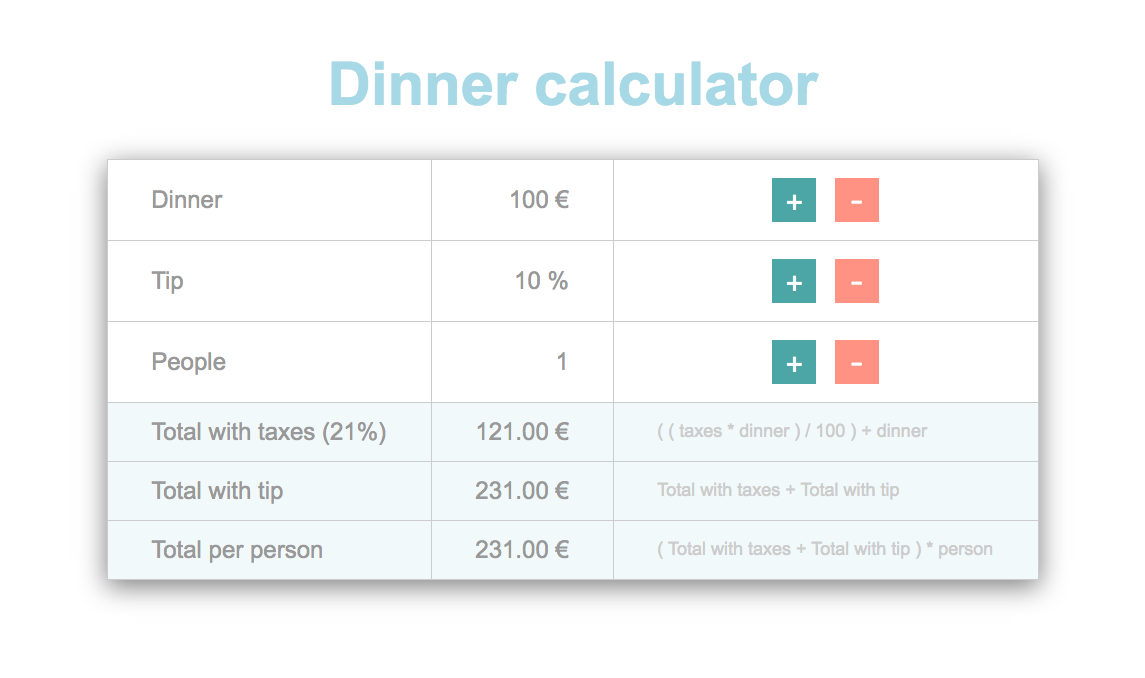 Dinner calculator
Dinner 100 € + -
Tip 10 % + -
People 1 + -
Total with taxes (21%) 121.00 € ( ( taxes * dinner ) / 100 ) + dinner
Total with tip 231.00 € Total with taxes + Total with tip
Total per person 231.00 € ( Total with taxes + Total with tip ) * person